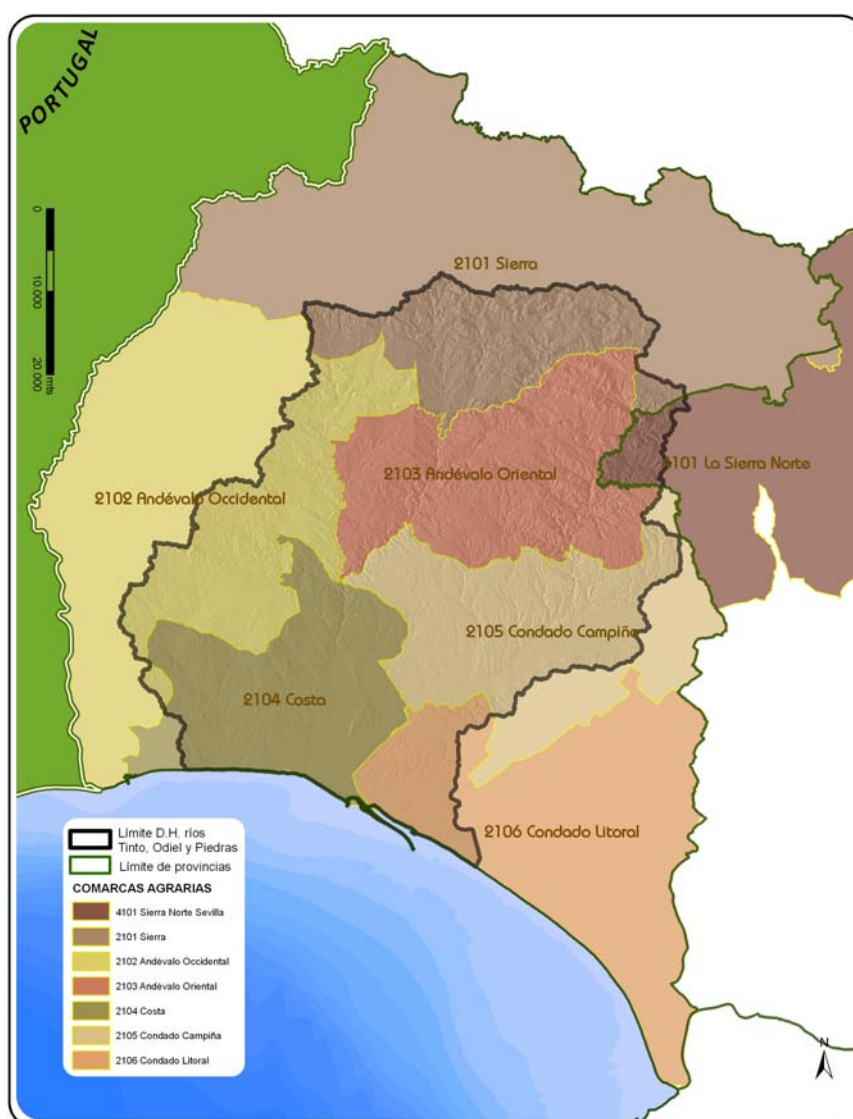 PORTUGAL
0
10.000
20.000
mts
2101 Sierra
2102 Andévalo Occidental
2103 Andévalo Oriental
4101 La Sierra Norte
2105 Condado Campiña
2104 Costa
2106 Condado Litoral
Límite D.H. ríos
Tinto, Odiel y Piedras
Límite de provincias
COMARCAS AGRARIAS
4101 Sierra Norte Sevilla
2101 Sierra
2102 Andévalo Occidental
2103 Andévalo Oriental
2104 Costa
2105 Condado Campiña
2106 Condado Litoral
N